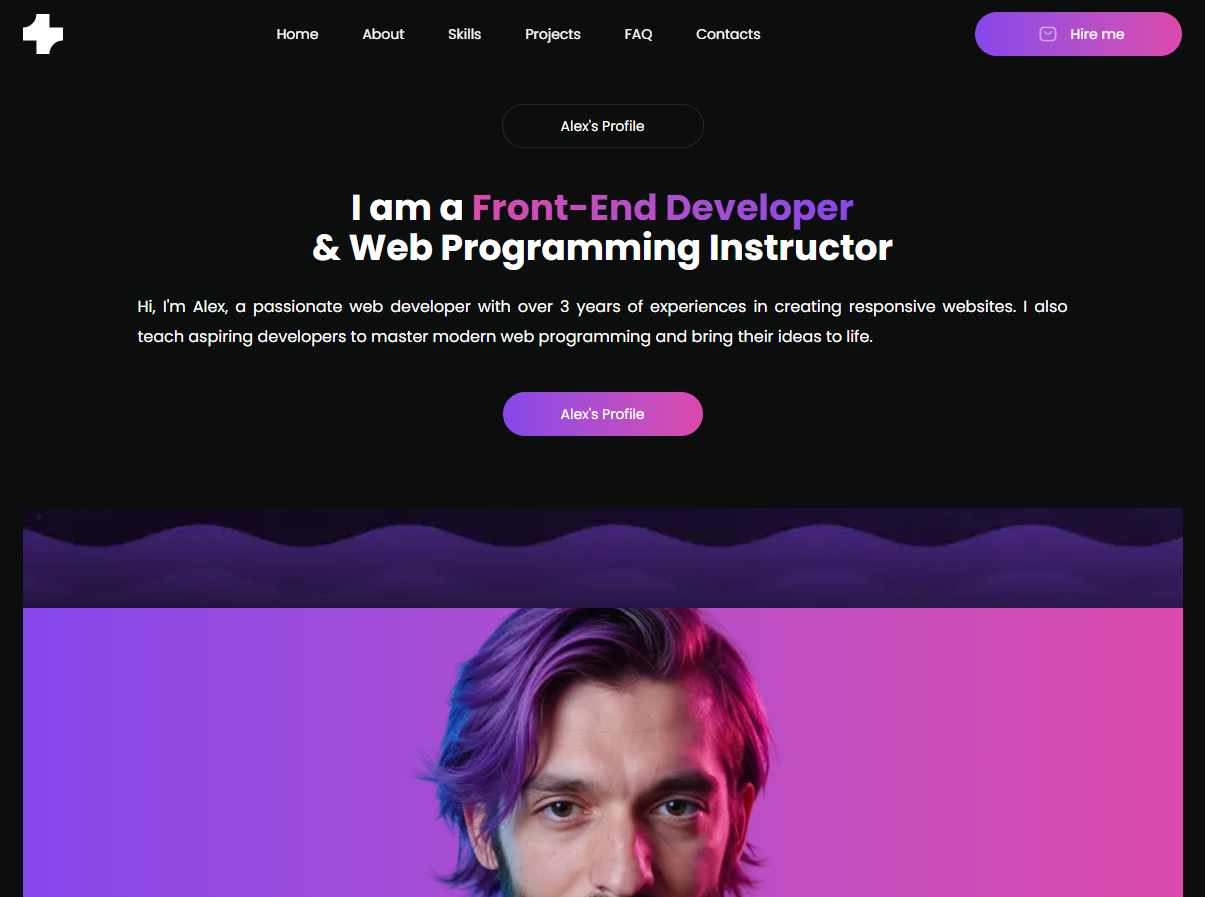 Home About Skills Projects FAQ Contacts Hire me
Alex's Profile
I am a Front-End Developer
& Web Programming Instructor
Hi, I'm Alex, a passionate web developer with over 3 years of experiences in creating responsive websites. I also
teach aspiring developers to master modern web programming and bring their ideas to life.
Alex's Profile